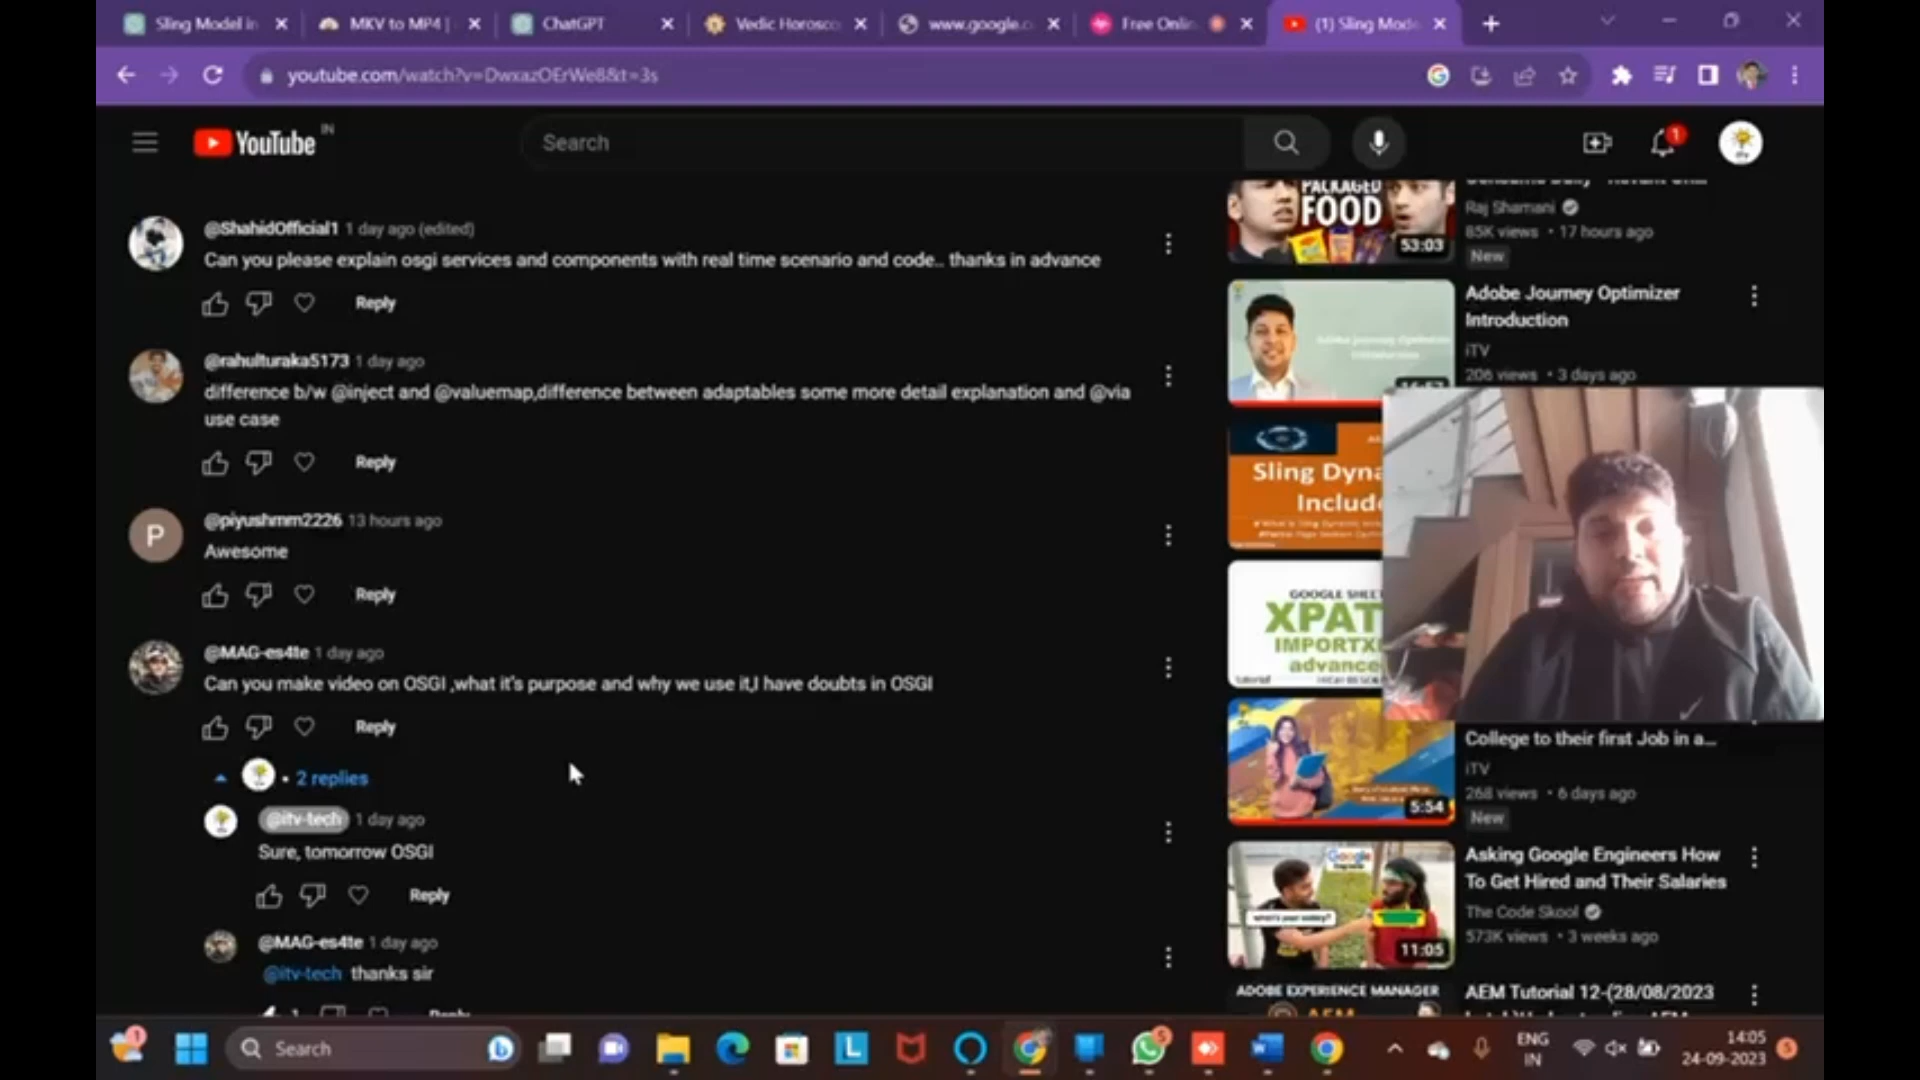 Sling Model in
MKV to MP4 |
ChatGPT
Vedic Horosco
www.google.c
Free Onlin
(1) Sling Mode
youtube.com/watch?v=DwxazOErWe8&t=3s
YouTube IN
Search
1
@ShahidOfficial1 1 day ago (edited)
Can you please explain osgi services and components with real time scenario and code.. thanks in advance
Reply
@rahulturaka5173 1 day ago
difference b/w @inject and @valuemap,difference between adaptables some more detail explanation and @via
use case
Reply
P
@piyushmm2226 13 hours ago
Awesome
Reply
@MAG-es4te 1 day ago
Can you make video on OSGI ,what it's purpose and why we use it,I have doubts in OSGI
Reply
2 replies
@itv-tech 1 day ago
Sure, tomorrow OSGI
Reply
@MAG-es4te 1 day ago
@itv-tech thanks sir
1
Reply
PACKAGED
FOOD
53:03
Raj Shamani
85K views • 17 hours ago
New
Adobe Journey Optimizer
Introduction
iTV
206 views • 3 days ago
Sling Dyna
Include
GOOGLE SHEET
XPAT
IMPORTX
advance
tutorial
College to their first Job in a...
iTV
268 views • 6 days ago
New
5:54
Asking Google Engineers How
To Get Hired and Their Salaries
The Code Skool
573K views • 3 weeks ago
Google
11:05
ADOBE EXPERIENCE MANAGER
AEM
AEM Tutorial 12-(28/08/2023
Search
ENG
IN
14:05
24-09-2023
5